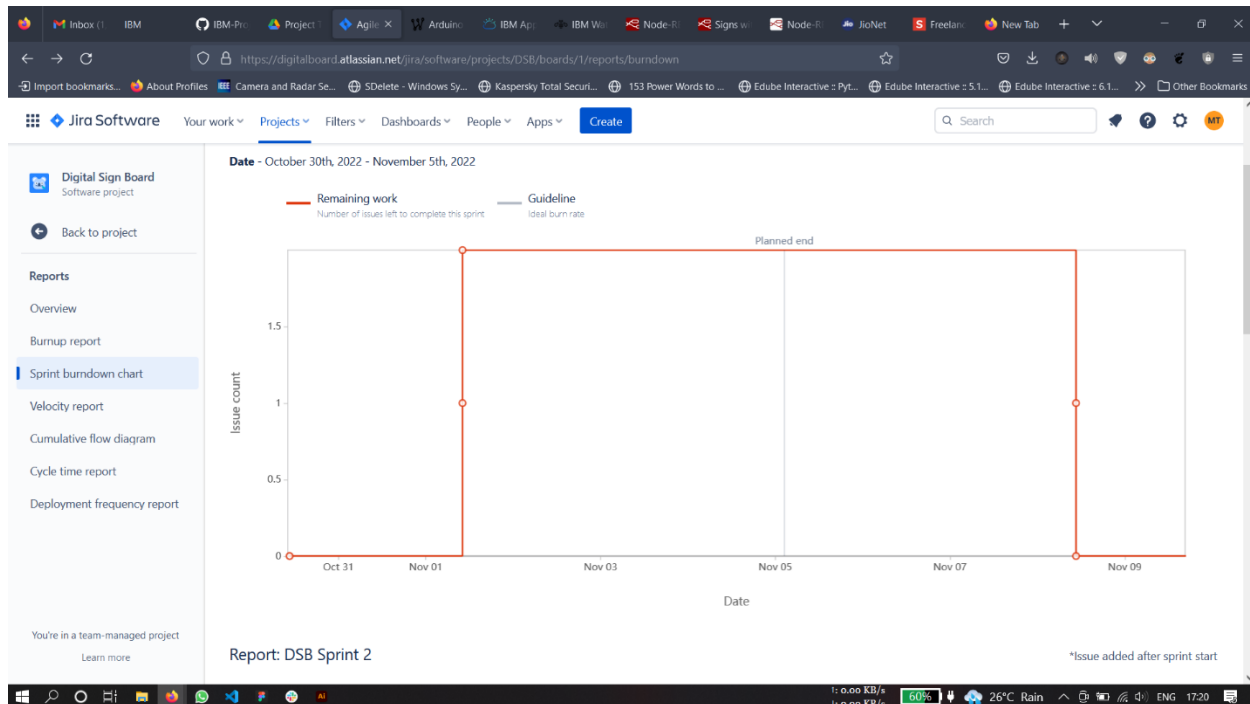 Inbox (1 IBM IBM-Pro Project Agile Arduino IBM App IBM Wa Node-R Signs w Node-R Jio JioNet S Freelanc New Tab
https://digitalboard.atlassian.net/jira/software/projects/DSB/boards/1/reports/burndown
Import bookmarks... About Profiles Camera and Radar Se... SDelete - Windows Sy... Kaspersky Total Securi... 153 Power Words to ... Edube Interactive :: Pyt... Edube Interactive :: 5.1... Edube Interactive :: 6.1... Other Bookmarks
Jira Software Your work Projects Filters Dashboards People Apps Create Search MT
Date - October 30th, 2022 - November 5th, 2022
Digital Sign Board
Software project
Back to project
Reports
Overview
Burnup report
Sprint burndown chart
Velocity report
Cumulative flow diagram
Cycle time report
Deployment frequency report
You're in a team-managed project
Learn more
Remaining work
Number of issues left to complete this sprint
Guideline
Ideal burn rate
Planned end
1.5
1
0.5
0
Issue count
Oct 31 Nov 01 Nov 03 Nov 05 Nov 07 Nov 09
Date
Report: DSB Sprint 2
*Issue added after sprint start
Ai 0.00 KB/s 60% 26°C Rain ENG 17:20
0.00 KB/s